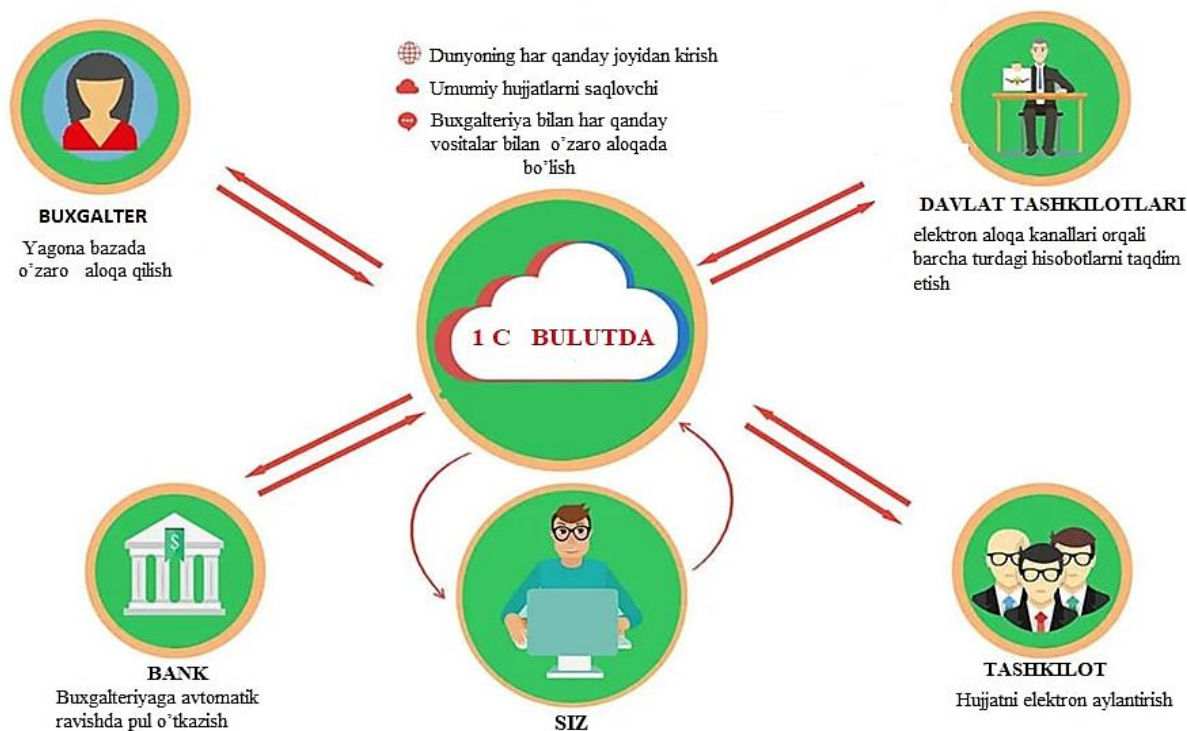 Dunyoning har qanday joyidan kirish
Umumiy hujjatlarni saqlovchi
Buxgalteriya bilan har qanday
vositalar bilan o’zaro aloqada
bo’lish
BUXGALTER
Yagona bazada
o’zaro aloqa qilish
DAVLAT TASHKILOTLARI
elektron aloqa kanallari orqali
barcha turdagi hisobotlarni taqdim
etish
1 C BULUTDA
$
BANK
Buxgalteriyaga avtomatik
ravishda pul o’tkazish
SIZ
TASHKILOT
Hujjatni elektron aylantirish